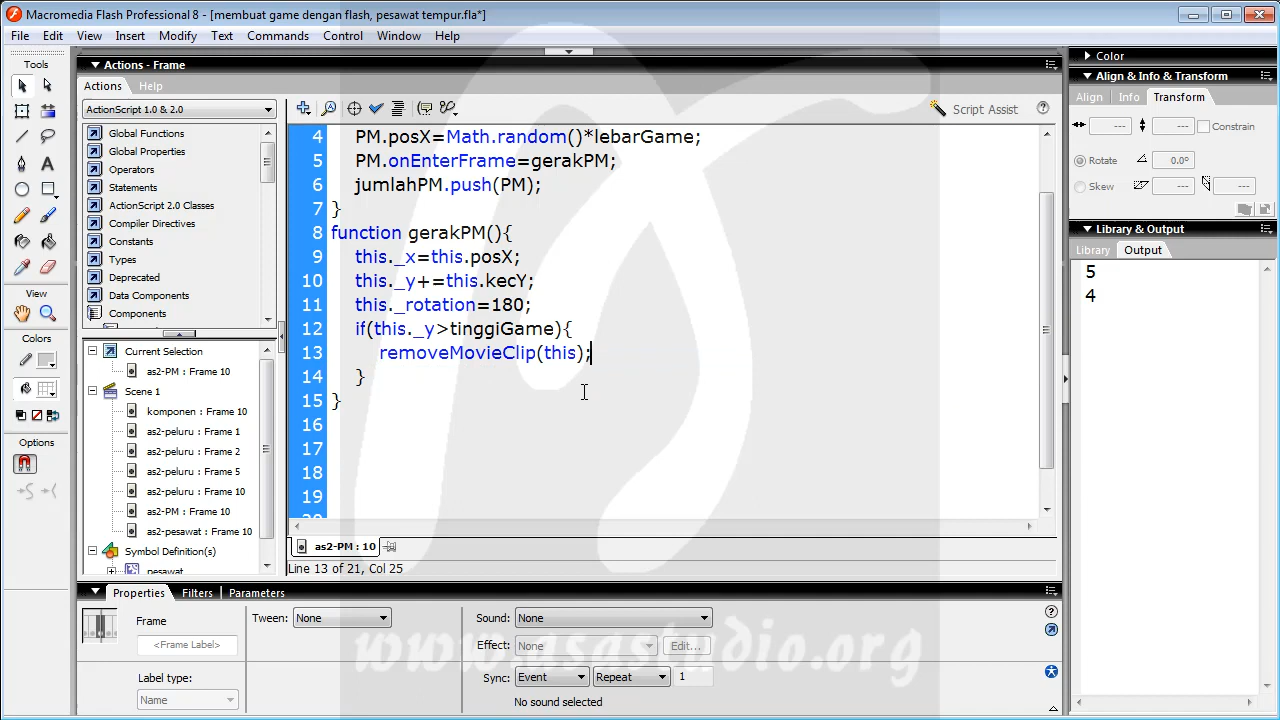 Macromedia Flash Professional 8 - [membuat game dengan flash, pesawat tempur.fla*]
File Edit View Insert Modify Text Commands Control Window Help
Tools
View
Colors
Options
Actions - Frame
Actions Help
ActionScript 1.0 & 2.0
Script Assist
Global Functions
Global Properties
Operators
Statements
ActionScript 2.0 Classes
Compiler Directives
Constants
Types
Deprecated
Data Components
Components
Current Selection
as2-PM : Frame 10
Scene 1
komponen : Frame 10
as2-peluru : Frame 1
as2-peluru : Frame 2
as2-peluru : Frame 5
as2-peluru : Frame 10
as2-PM : Frame 10
as2-pesawat : Frame 10
Symbol Definition(s)
pesawat
4 PM.posX=Math.random()*lebarGame;
5 PM.onEnterFrame=gerakPM;
6 jumlahPM.push(PM);
7 }
8 function gerakPM(){
9 this._x=this.posX;
10 this._y+=this.kecY;
11 this._rotation=180;
12 if(this._y>tinggiGame){
13 removeMovieClip(this);
14 }
15 }
16
17
18
19
20
as2-PM : 10
Line 13 of 21, Col 25
Properties Filters Parameters
Frame
<Frame Label>
Label type:
Name
Tween: None
Sound: None
Effect: None Edit...
Sync: Event Repeat 1
No sound selected
www.asastudio.org
Color
Align & Info & Transform
Align Info Transform
--- --- Constrain
Rotate 0.0°
Skew --- ---
Library & Output
Library Output
5
4